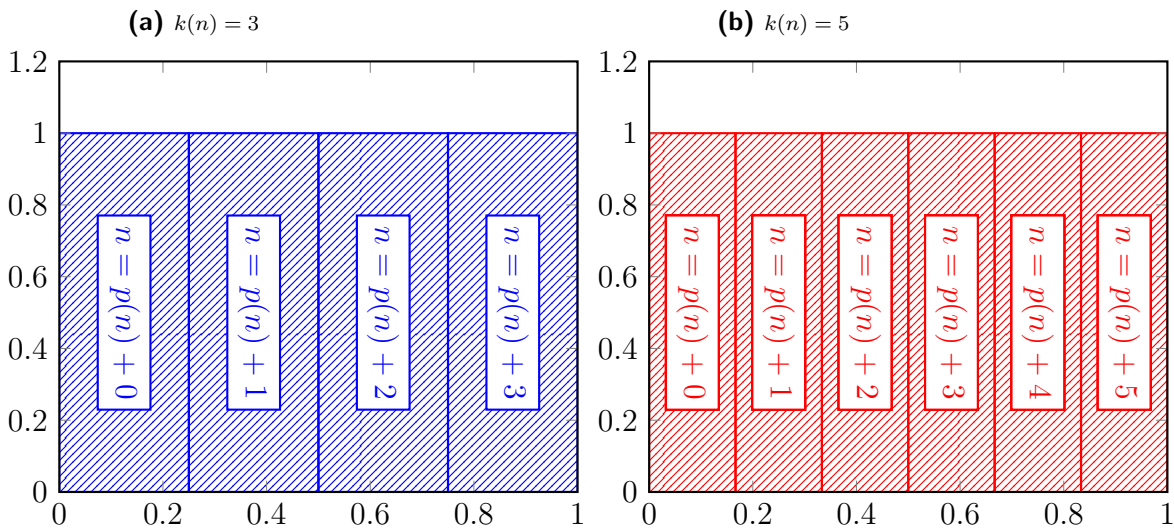 (a) k(n) = 3
1.2
1
0.8
0.6
0.4
0.2
0
n = p(n) + 0
n = p(n) + 1
n = p(n) + 2
n = p(n) + 3
0 0.2 0.4 0.6 0.8 1
(b) k(n) = 5
1.2
1
0.8
0.6
0.4
0.2
0
n = p(n) + 0
n = p(n) + 1
n = p(n) + 2
n = p(n) + 3
n = p(n) + 4
n = p(n) + 5
0 0.2 0.4 0.6 0.8 1